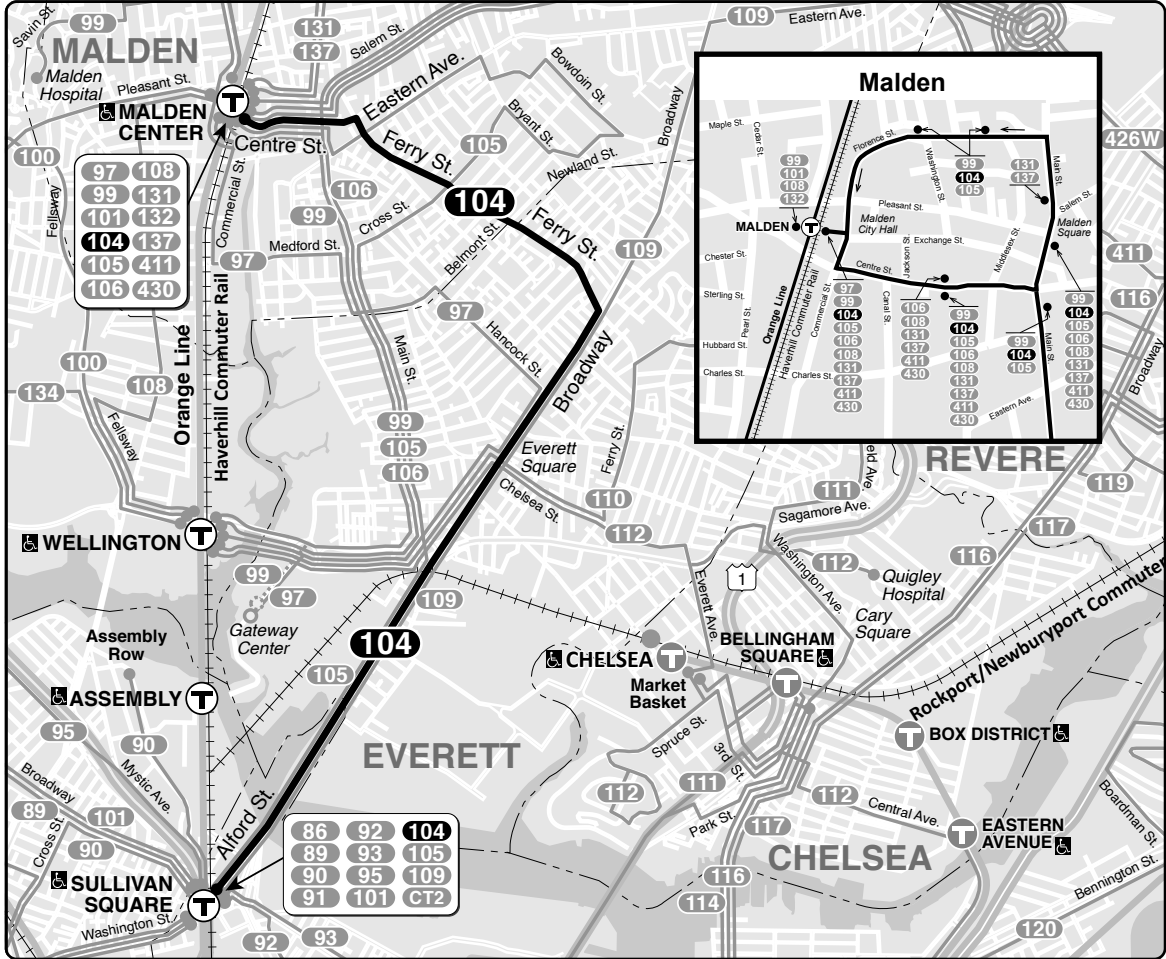 Savin St.
99
131
137
Salem St.
109
Eastern Ave.
MALDEN
Malden
Hospital
Pleasant St.
MALDEN
CENTER
T
Eastern Ave.
Bowdoin St.
Bryant St.
105
Newland St.
Broadway
Centre St.
Ferry St.
104
Ferry St.
100
Fellsway
97 108
99 131
101 132
104 137
105 411
106 430
Commercial St.
106
99
Cross St.
Medford St.
97
Belmont St.
109
97
Hancock St.
Broadway
Main St.
100
108
134
Fellsway
Orange Line
Haverhill Commuter Rail
99
105
106
Everett
Square
Ferry St.
Chelsea St.
110
112
WELLINGTON
T
99
97
Gateway
Center
109
104
105
Assembly
Row
ASSEMBLY
T
95
90
Mystic Ave.
Broadway
89
101
90
Cross St.
EVERETT
Alford St.
SULLIVAN
SQUARE
T
Washington St.
92
93
86 92 104
89 93 105
90 95 109
91 101 CT2
Malden
Maple St.
Cedar St.
Florence St.
Washington St.
Main St.
99
101
108
132
99
104
105
131
137
Salem St.
Malden
Square
Pleasant St.
Malden
City Hall
MALDEN
T
Jackson St.
Exchange St.
Middlesex St.
Chester St.
Centre St.
Sterling St.
Pearl St.
Orange Line
Haverhill Commuter Rail
Commercial St.
Canal St.
Hubbard St.
Charles St.
Charles St.
97
99
104
105
106
108
131
137
411
430
106
108
131
137
411
430
99
104
105
106
108
131
137
411
430
99
104
105
Main St.
Eastern Ave.
99
104
105
106
108
131
137
411
430
426W
411
116
Broadway
REVERE
119
eld Ave.
111
Sagamore Ave.
117
116
Washington Ave.
112
Quigley
Hospital
1
Everett Ave.
Cary
Square
BELLINGHAM
SQUARE
T
CHELSEA
T
Market
Basket
Rockport/Newburyport Commuter
BOX DISTRICT
T
Spruce St.
3rd St.
111
112
112
Central Ave.
Park St.
117
EASTERN
AVENUE
T
CHELSEA
116
114
Boardman St.
Bennington St.
120